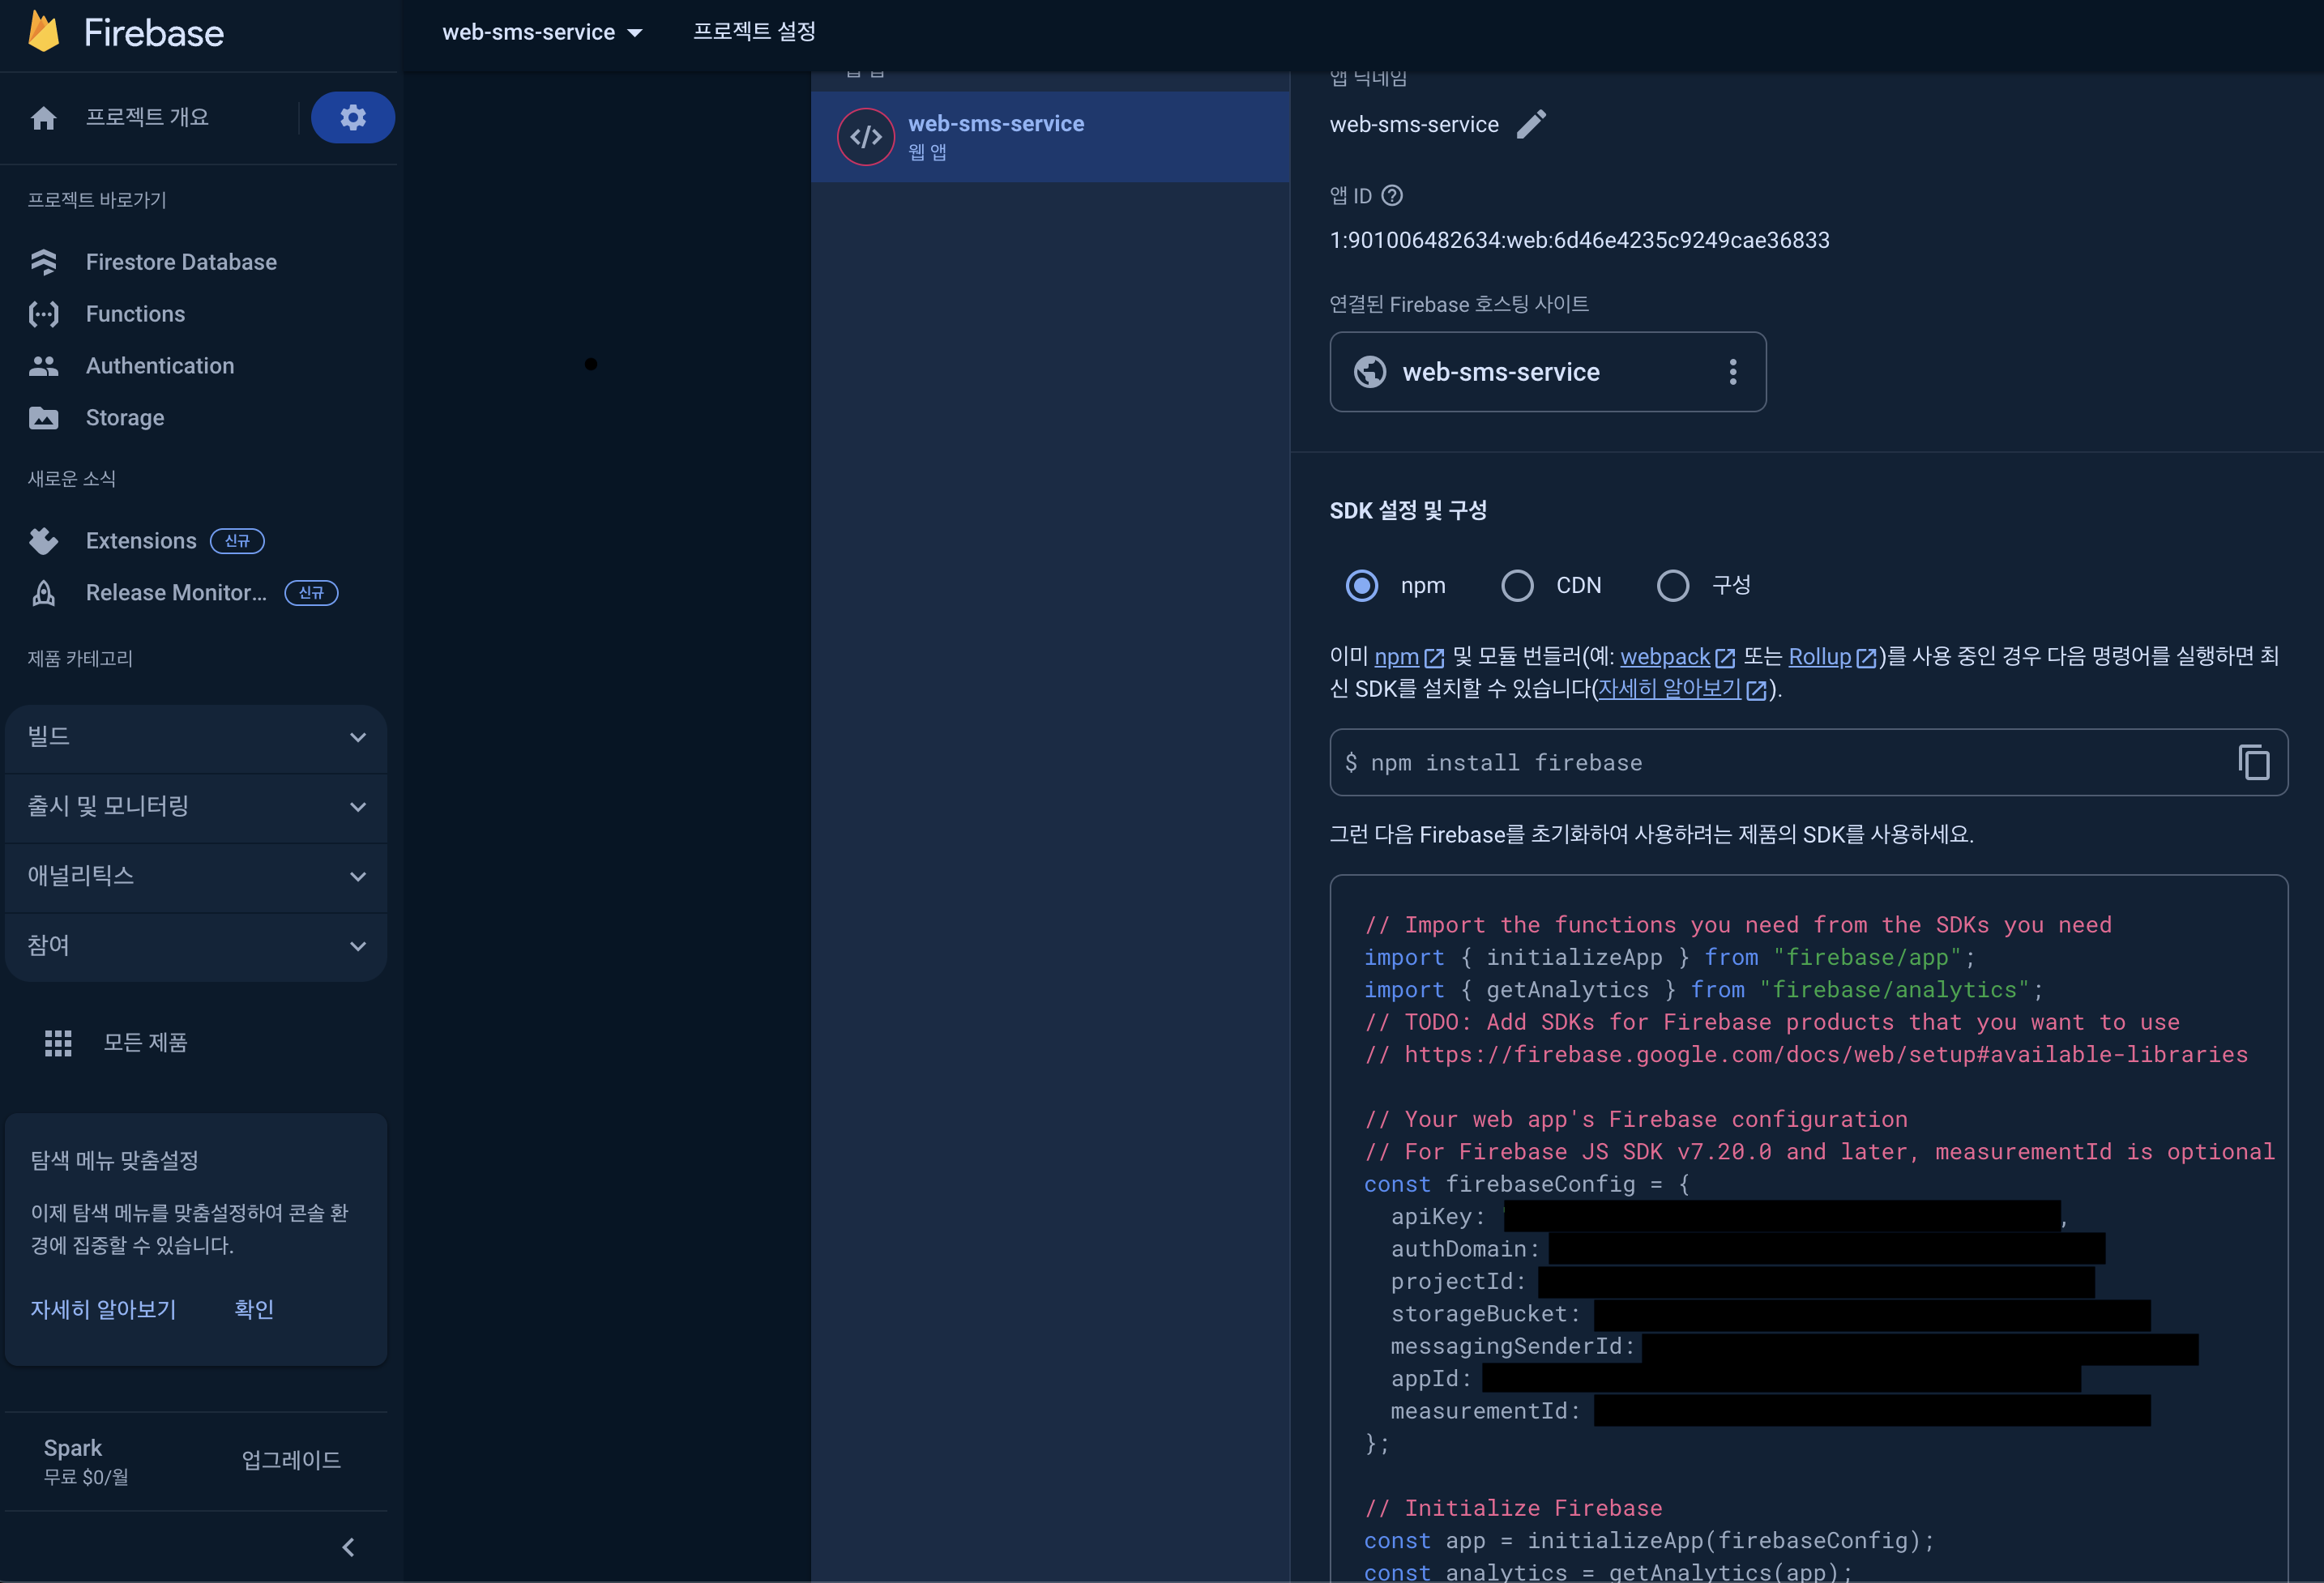 Firebase
web-sms-service
프로젝트 설정
프로젝트 개요
프로젝트 바로가기
Firestore Database
Functions
Authentication
Storage
새로운 소식
Extensions 신규
Release Monitor... 신규
제품 카테고리
빌드
출시 및 모니터링
애널리틱스
참여
모든 제품
탐색 메뉴 맞춤설정
이제 탐색 메뉴를 맞춤설정하여 콘솔 환
경에 집중할 수 있습니다.
자세히 알아보기 확인
Spark
무료 $0/월
업그레이드
web-sms-service
웹 앱
앱 닉네임
web-sms-service
앱 ID
1:901006482634:web:6d46e4235c9249cae36833
연결된 Firebase 호스팅 사이트
web-sms-service
SDK 설정 및 구성
npm CDN 구성
이미 npm 및 모듈 번들러(예: webpack 또는 Rollup)를 사용 중인 경우 다음 명령어를 실행하면 최
신 SDK를 설치할 수 있습니다(자세히 알아보기).
$ npm install firebase
그런 다음 Firebase를 초기화하여 사용하려는 제품의 SDK를 사용하세요.
// Import the functions you need from the SDKs you need
import { initializeApp } from "firebase/app";
import { getAnalytics } from "firebase/analytics";
// TODO: Add SDKs for Firebase products that you want to use
// https://firebase.google.com/docs/web/setup#available-libraries
// Your web app's Firebase configuration
// For Firebase JS SDK v7.20.0 and later, measurementId is optional
const firebaseConfig = {
apiKey: ,
authDomain:
projectId:
storageBucket:
messagingSenderId:
appId:
measurementId:
};
// Initialize Firebase
const app = initializeApp(firebaseConfig);
const analytics = getAnalytics(app);